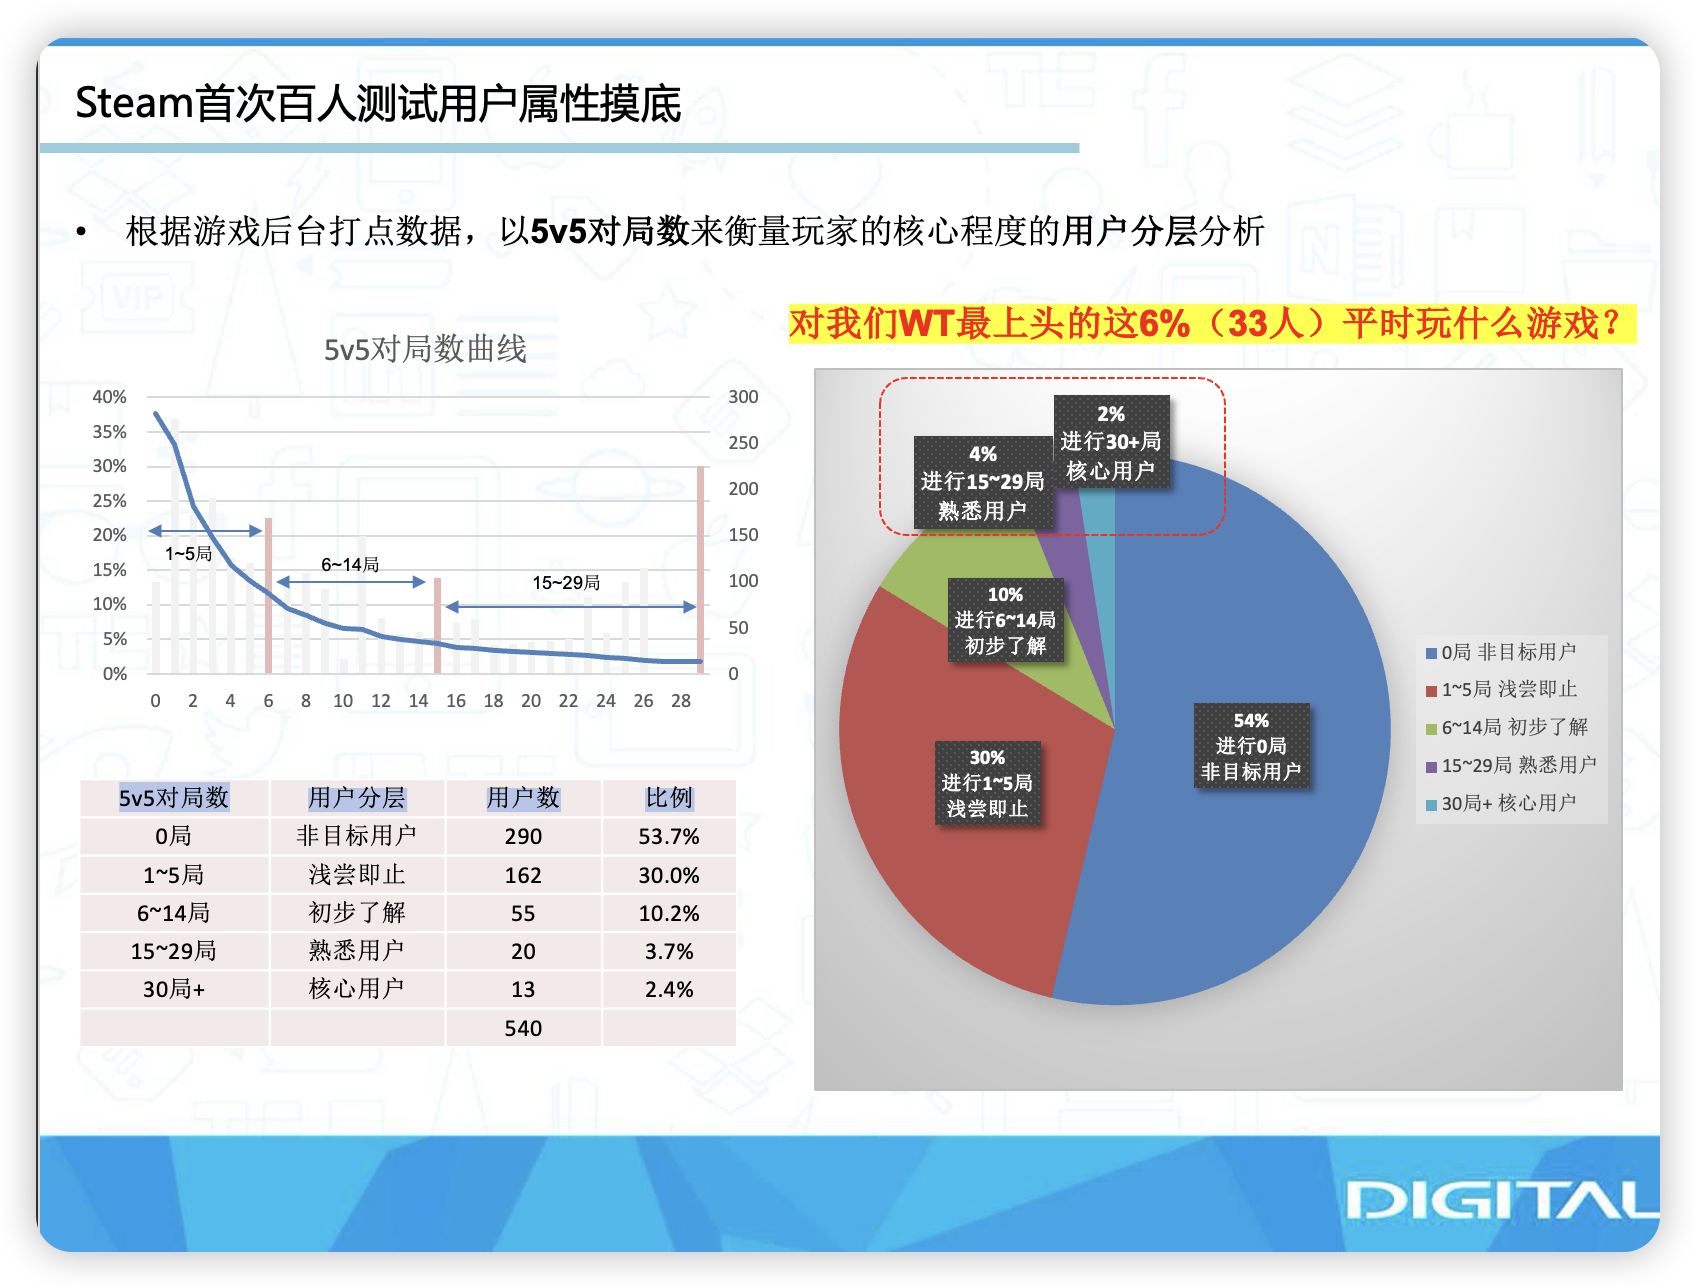 Steam首次百人测试用户属性摸底
• 根据游戏后台打点数据，以5v5对局数来衡量玩家的核心程度的用户分层分析
对我们WT最上头的这6%（33人）平时玩什么游戏？
5v5对局数曲线
40% 300
35% 250
30% 200
25% 150
20% 100
15% 50
10% 0
5%
0%
1~5局
6~14局
15~29局
0 2 4 6 8 10 12 14 16 18 20 22 24 26 28
5v5对局数 用户分层 用户数 比例
0局 非目标用户 290 53.7%
1~5局 浅尝即止 162 30.0%
6~14局 初步了解 55 10.2%
15~29局 熟悉用户 20 3.7%
30局+ 核心用户 13 2.4%
540
2%
进行30+局
核心用户
4%
进行15~29局
熟悉用户
10%
进行6~14局
初步了解
30%
进行1~5局
浅尝即止
54%
进行0局
非目标用户
0局 非目标用户
1~5局 浅尝即止
6~14局 初步了解
15~29局 熟悉用户
30局+ 核心用户
VIP
DIGITAL